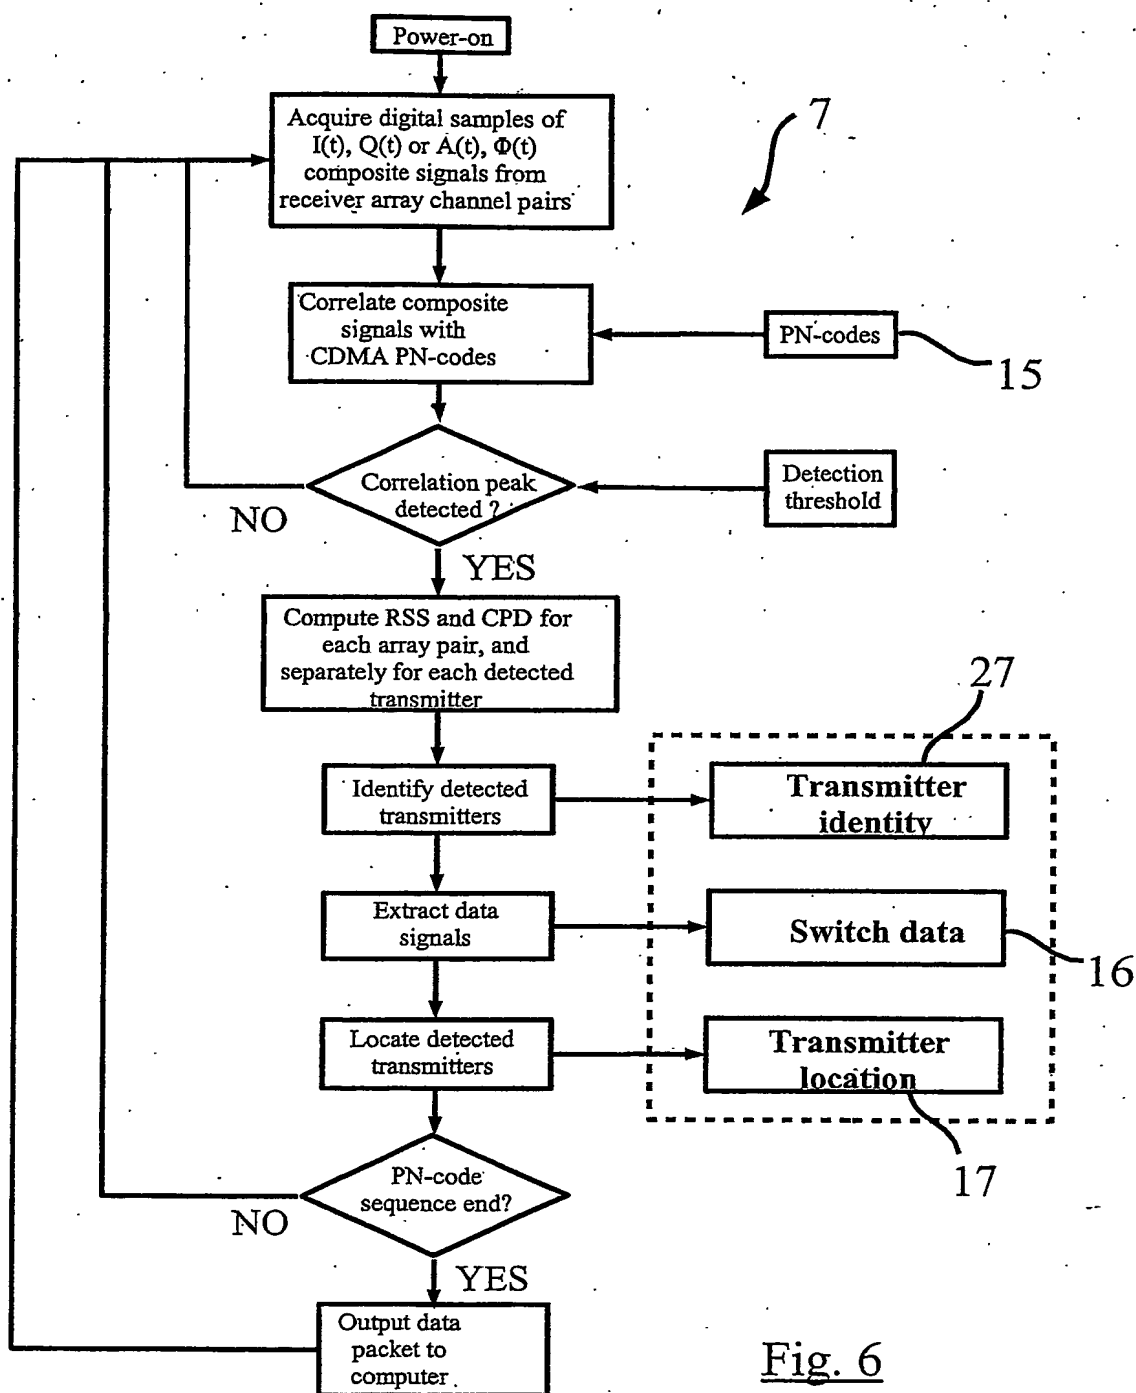 Power-on
Acquire digital samples of
I(t), Q(t) or A(t), Φ(t)
composite signals from
receiver array channel pairs
7
Correlate composite
signals with
CDMA PN-codes
PN-codes
15
Correlation peak
detected ?
Detection
threshold
NO
YES
Compute RSS and CPD for
each array pair, and
separately for each detected
transmitter
27
Identify detected
transmitters
Transmitter
identity
Extract data
signals
Switch data
16
Locate detected
transmitters
Transmitter
location
17
PN-code
sequence end?
NO
YES
Output data
packet to
computer
Fig. 6